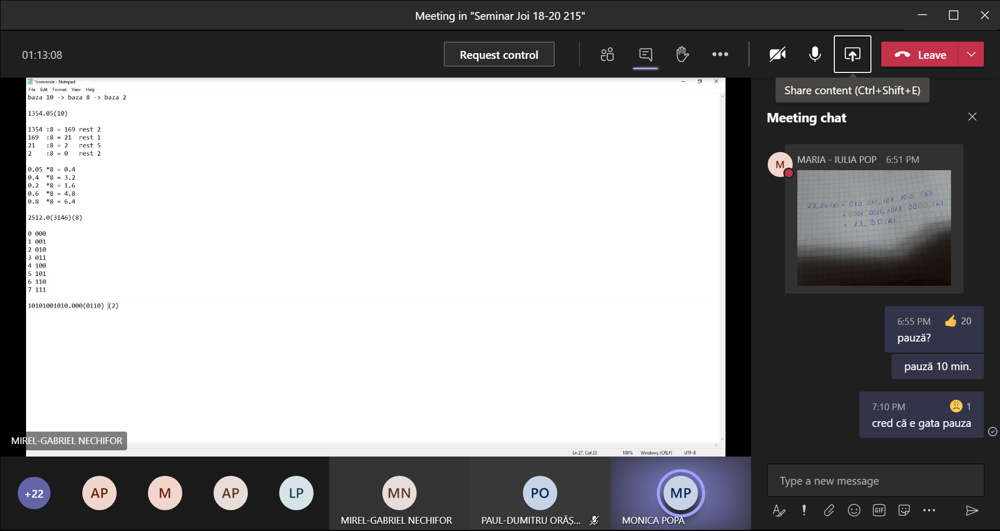 Meeting in "Seminar Joi 18-20 215"
01:13:08
Request control
Leave
Share content (Ctrl+Shift+E)
*conversie - Notepad
File Edit Format View Help
baza 10 -> baza 8 -> baza 2
1354.05(10)
1354 :8 = 169 rest 2
169 :8 = 21 rest 1
21 :8 = 2 rest 5
2 :8 = 0 rest 2
0.05 *8 = 0.4
0.4 *8 = 3.2
0.2 *8 = 1.6
0.6 *8 = 4.8
0.8 *8 = 6.4
2512.0(3146)(8)
0 000
1 001
2 010
3 011
4 100
5 101
6 110
7 111
10101001010.000(0110) (2)
Ln 27, Col 23
100%
Windows (CRLF)
UTF-8
MIREL-GABRIEL NECHIFOR
+22
AP
M
AP
LP
MN
MIREL-GABRIEL NECHIFOR
PO
PAUL-DUMITRU ORĂȘ...
MP
MONICA POPA
Meeting chat
M
MARIA - IULIA POP 6:51 PM
23,54(8) = 010 011, 101 100 (2)
= 0001 0011, 1011 0000 (2)
= 13,
6:55 PM 👍 20
pauză?
pauză 10 min.
7:10 PM 1
cred că e gata pauza
Type a new message
GIF